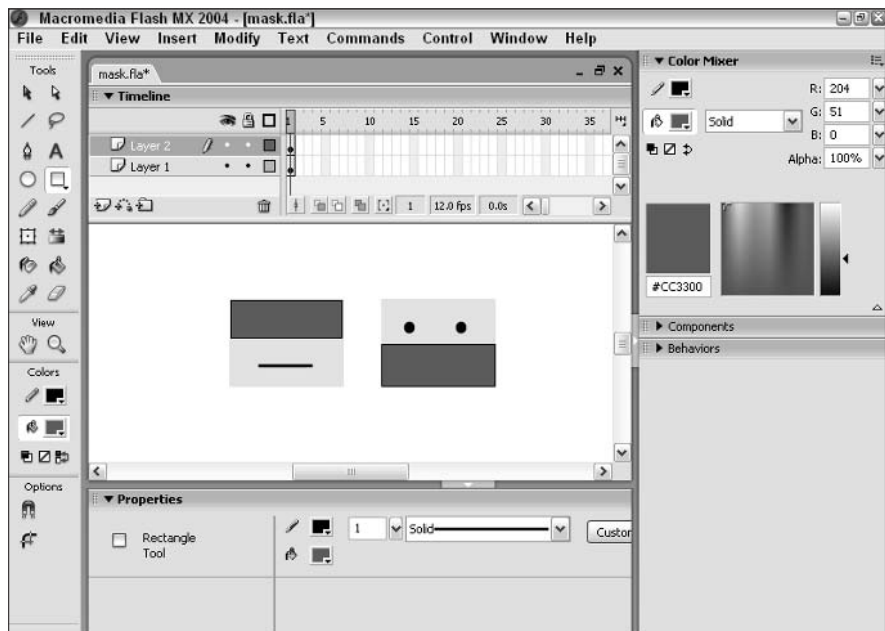 Macromedia Flash MX 2004 - [mask.fla*]
File Edit View Insert Modify Text Commands Control Window Help
Tools
mask.fla*
Timeline
1 5 10 15 20 25 30 35
Layer 2
Layer 1
1 12.0 fps 0.0s
View
Colors
Options
Properties
Rectangle
Tool
1 Solid
Custor
Color Mixer
R: 204
Solid
G: 51
B: 0
Alpha: 100%
#CC3300
Components
Behaviors
A